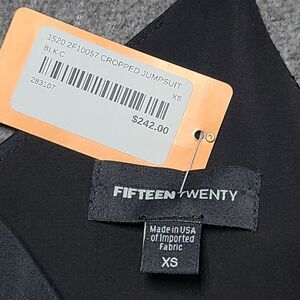 1520 2F10057 CROPPED JUMPSUIT
BLK C
XS
283107
$242.00
FIFTEEN TWENTY
Made in USA
of Imported
Fabric
XS